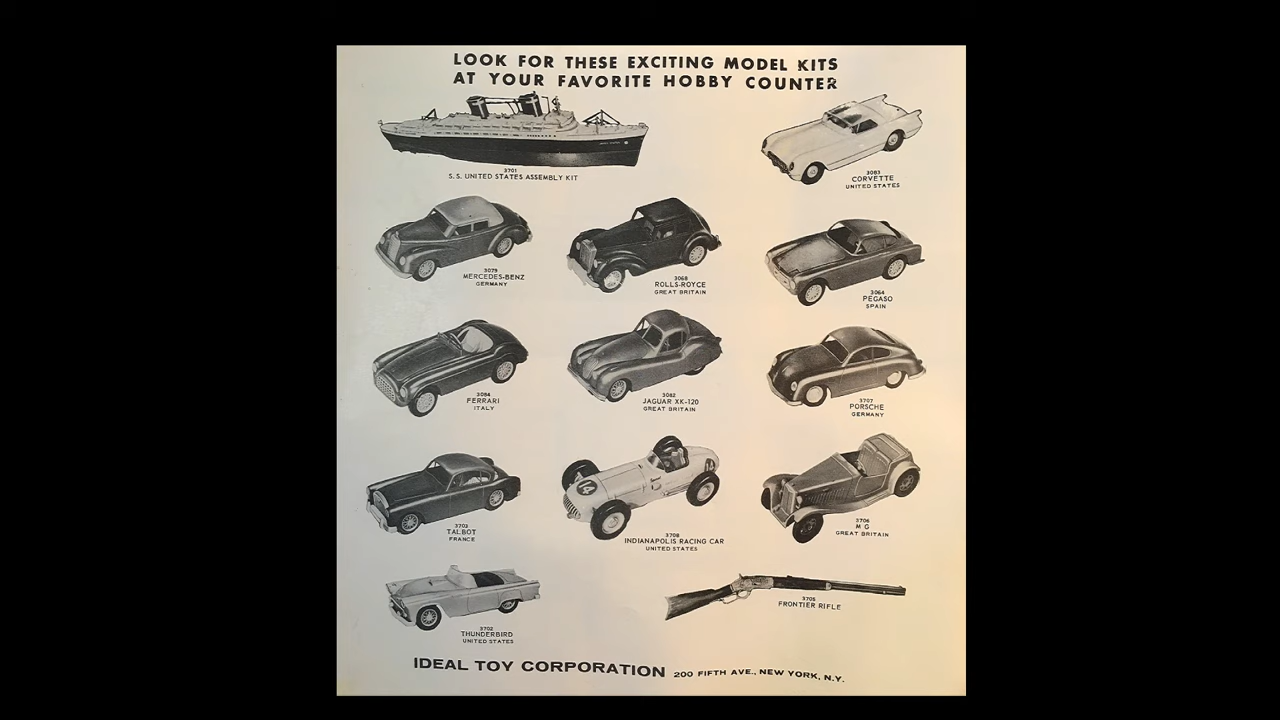 LOOK FOR THESE EXCITING MODEL KITS
AT YOUR FAVORITE HOBBY COUNTER
3701
S.S. UNITED STATES ASSEMBLY KIT
3083
CORVETTE
UNITED STATES
3079
MERCEDES-BENZ
GERMANY
3068
ROLLS-ROYCE
GREAT BRITAIN
3064
PEGASO
SPAIN
3084
FERRARI
ITALY
3062
JAGUAR XK-120
GREAT BRITAIN
3707
PORSCHE
GERMANY
3703
TALBOT
FRANCE
14
14
3708
INDIANAPOLIS RACING CAR
UNITED STATES
3706
M G
GREAT BRITAIN
3702
THUNDERBIRD
UNITED STATES
3705
FRONTIER RIFLE
IDEAL TOY CORPORATION 200 FIFTH AVE., NEW YORK, N.Y.